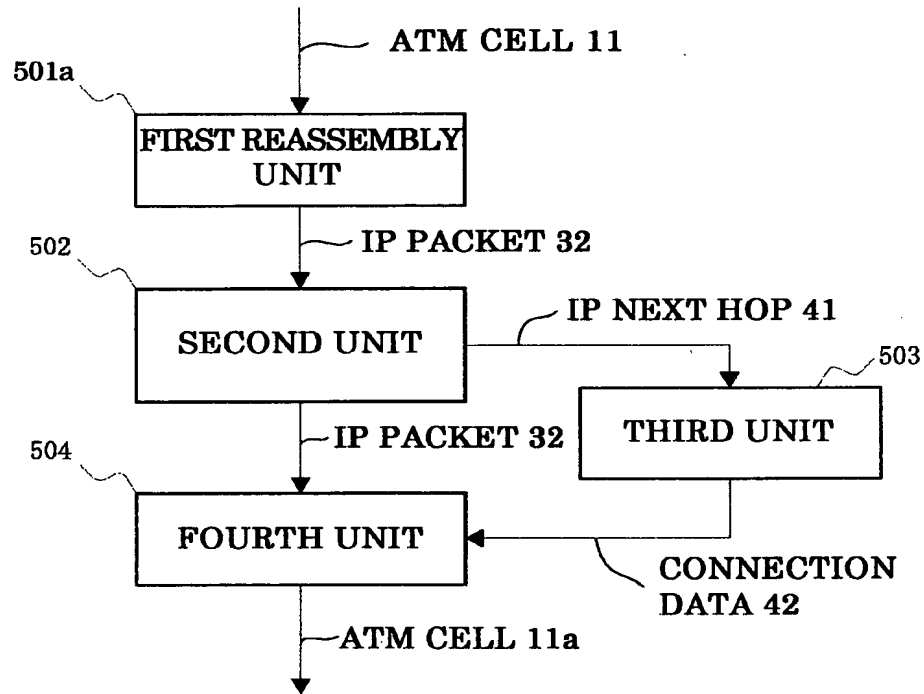 ATM CELL 11
501a
FIRST REASSEMBLY
UNIT
IP PACKET 32
502
SECOND UNIT
IP NEXT HOP 41
503
THIRD UNIT
IP PACKET 32
504
FOURTH UNIT
CONNECTION
DATA 42
ATM CELL 11a